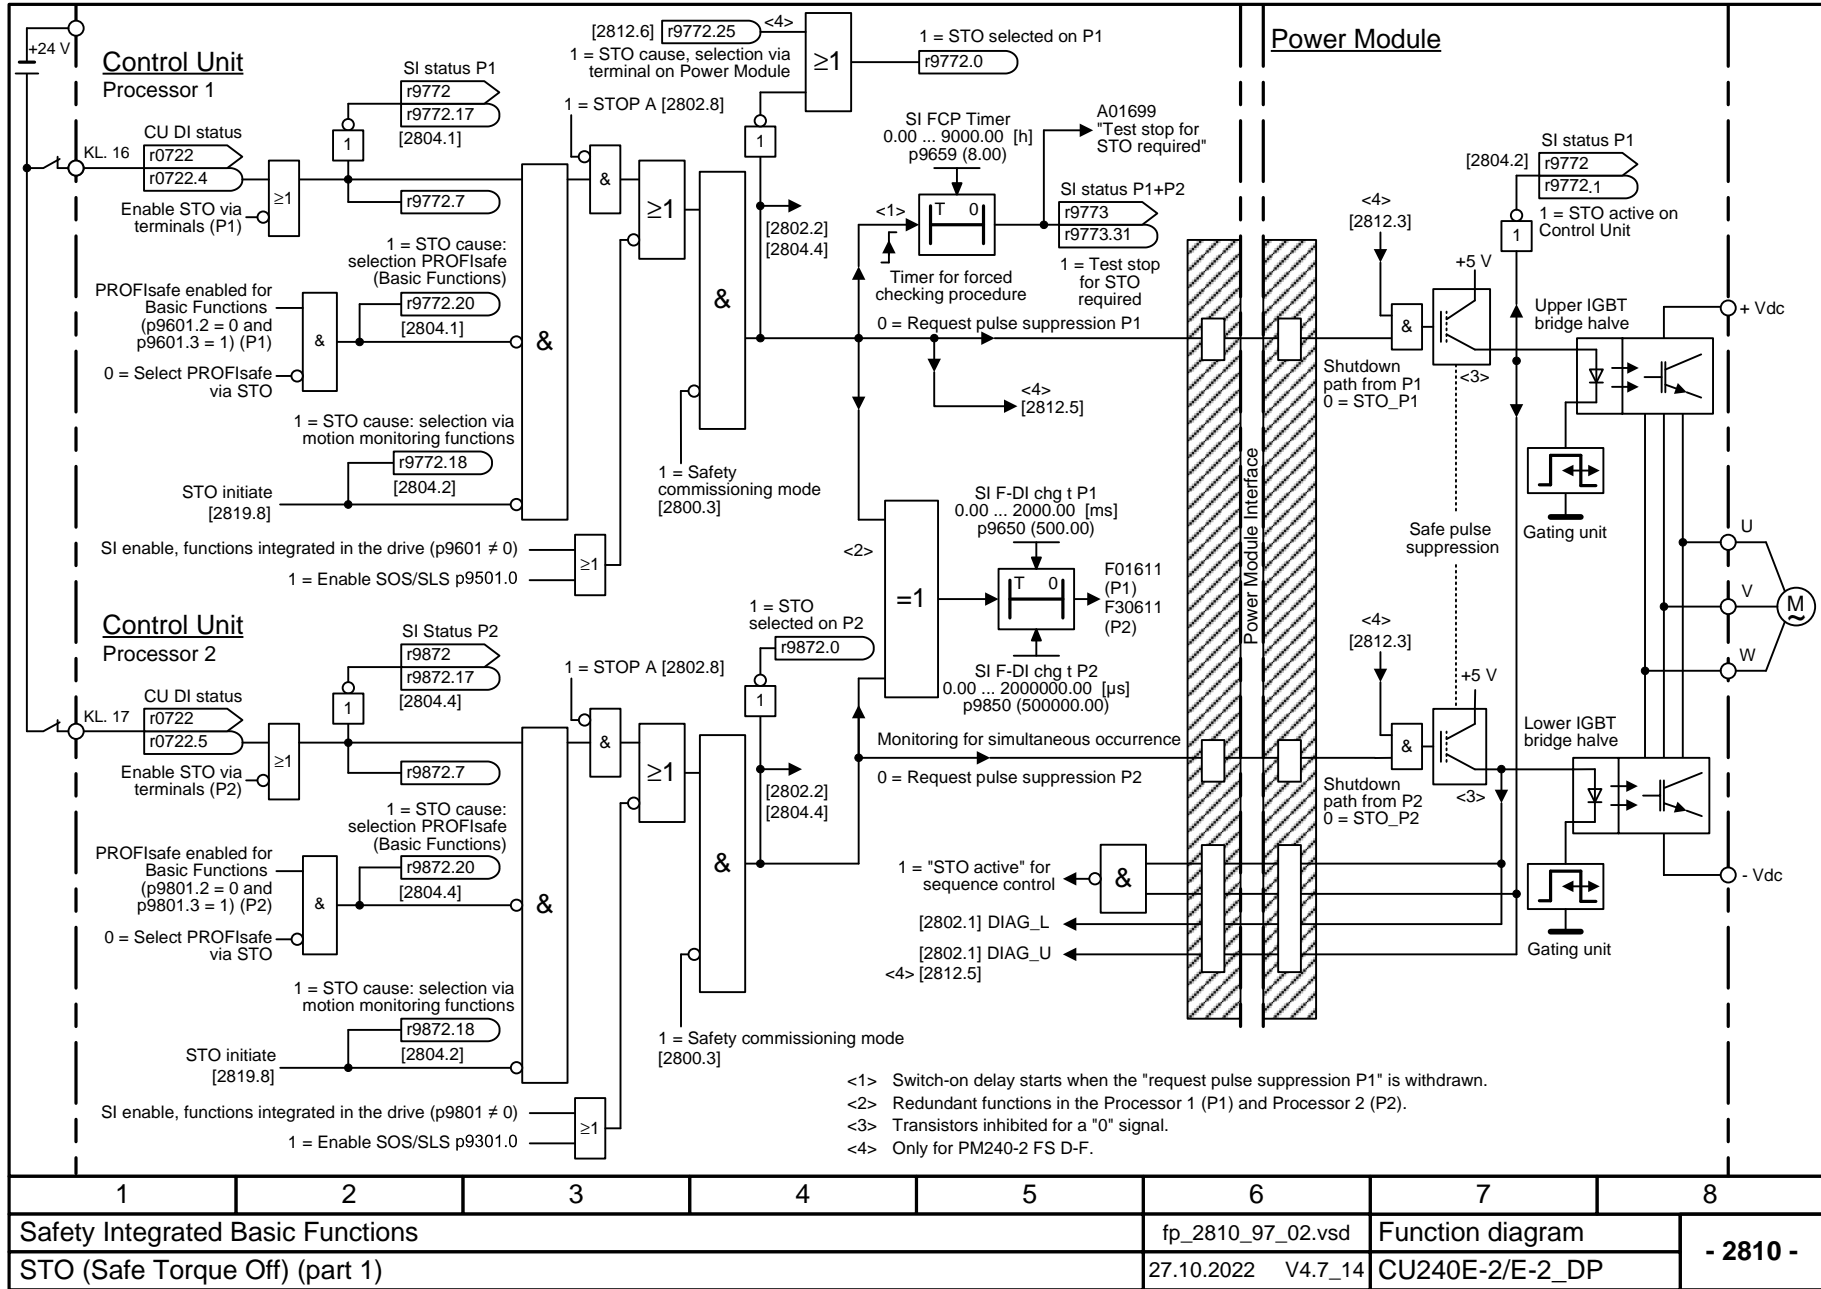 +24 V
Control Unit
Processor 1
SI status P1
r9772
r9772.17
[2804.1]
CU DI status
KL. 16
r0722
r0722.4
≥1
1
Enable STO via
terminals (P1)
r9772.7
1 = STO cause:
selection PROFIsafe
(Basic Functions)
r9772.20
[2804.1]
PROFIsafe enabled for
Basic Functions
(p9601.2 = 0 and
p9601.3 = 1) (P1)
&
0 = Select PROFIsafe
via STO
1 = STO cause: selection via
motion monitoring functions
r9772.18
[2804.2]
STO initiate
[2819.8]
&
SI enable, functions integrated in the drive (p9601 ≠ 0)
1 = Enable SOS/SLS p9501.0
≥1
[2812.6]
r9772.25
<4>
1 = STO cause, selection via
terminal on Power Module
≥1
1 = STO selected on P1
r9772.0
1 = STOP A [2802.8]
&
≥1
1
&
[2802.2]
[2804.4]
1 = Safety
commissioning mode
[2800.3]
SI FCP Timer
0.00 ... 9000.00 [h]
p9659 (8.00)
<1>
T 0
Timer for forced
checking procedure
A01699
"Test stop for
STO required"
SI status P1+P2
r9773
r9773.31
1 = Test stop
for STO
required
0 = Request pulse suppression P1
<4>
[2812.5]
SI F-DI chg t P1
0.00 ... 2000.00 [ms]
p9650 (500.00)
<2>
=1
T 0
F01611
(P1)
F30611
(P2)
SI F-DI chg t P2
0.00 ... 2000000.00 [µs]
p9850 (500000.00)
Monitoring for simultaneous occurrence
0 = Request pulse suppression P2
Control Unit
Processor 2
SI Status P2
r9872
r9872.17
[2804.4]
CU DI status
KL. 17
r0722
r0722.5
≥1
1
Enable STO via
terminals (P2)
r9872.7
1 = STO cause:
selection PROFIsafe
(Basic Functions)
r9872.20
[2804.4]
PROFIsafe enabled for
Basic Functions
(p9801.2 = 0 and
p9801.3 = 1) (P2)
&
0 = Select PROFIsafe
via STO
1 = STO cause: selection via
motion monitoring functions
r9872.18
[2804.2]
STO initiate
[2819.8]
&
SI enable, functions integrated in the drive (p9801 ≠ 0)
1 = Enable SOS/SLS p9301.0
≥1
1 = STOP A [2802.8]
&
≥1
1 = STO
selected on P2
r9872.0
1
&
[2802.2]
[2804.4]
1 = Safety commissioning mode
[2800.3]
1 = "STO active" for
sequence control
&
[2802.1] DIAG_L
[2802.1] DIAG_U
<4> [2812.5]
Power Module Interface
Power Module
SI status P1
[2804.2]
r9772
r9772.1
1 = STO active on
Control Unit
1
<4>
[2812.3]
+5 V
&
<3>
Shutdown
path from P1
0 = STO_P1
Upper IGBT
bridge halve
+ Vdc
Gating unit
Safe pulse
suppression
U
V
W
M
~
<4>
[2812.3]
+5 V
&
<3>
Shutdown
path from P2
0 = STO_P2
Lower IGBT
bridge halve
Gating unit
- Vdc
<1> Switch-on delay starts when the "request pulse suppression P1" is withdrawn.
<2> Redundant functions in the Processor 1 (P1) and Processor 2 (P2).
<3> Transistors inhibited for a "0" signal.
<4> Only for PM240-2 FS D-F.
1 2 3 4 5 6 7 8
Safety Integrated Basic Functions
fp_2810_97_02.vsd
Function diagram
- 2810 -
STO (Safe Torque Off) (part 1)
27.10.2022 V4.7_14
CU240E-2/E-2_DP